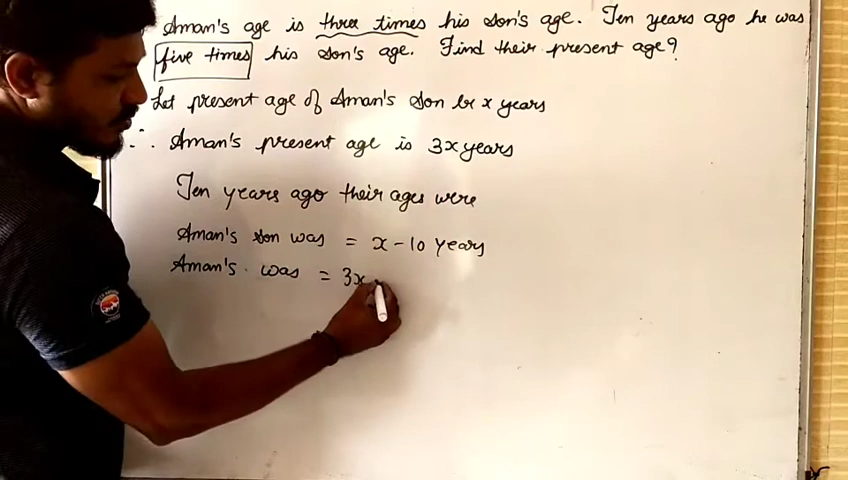 Aman's age is three times his son's age. Ten years ago he was
five times his son's age. Find their present age?
Let present age of Aman's son be x years
∴ Aman's present age is 3x years
Ten years ago their ages were
Aman's son was = x - 10 years
Aman's was = 3x